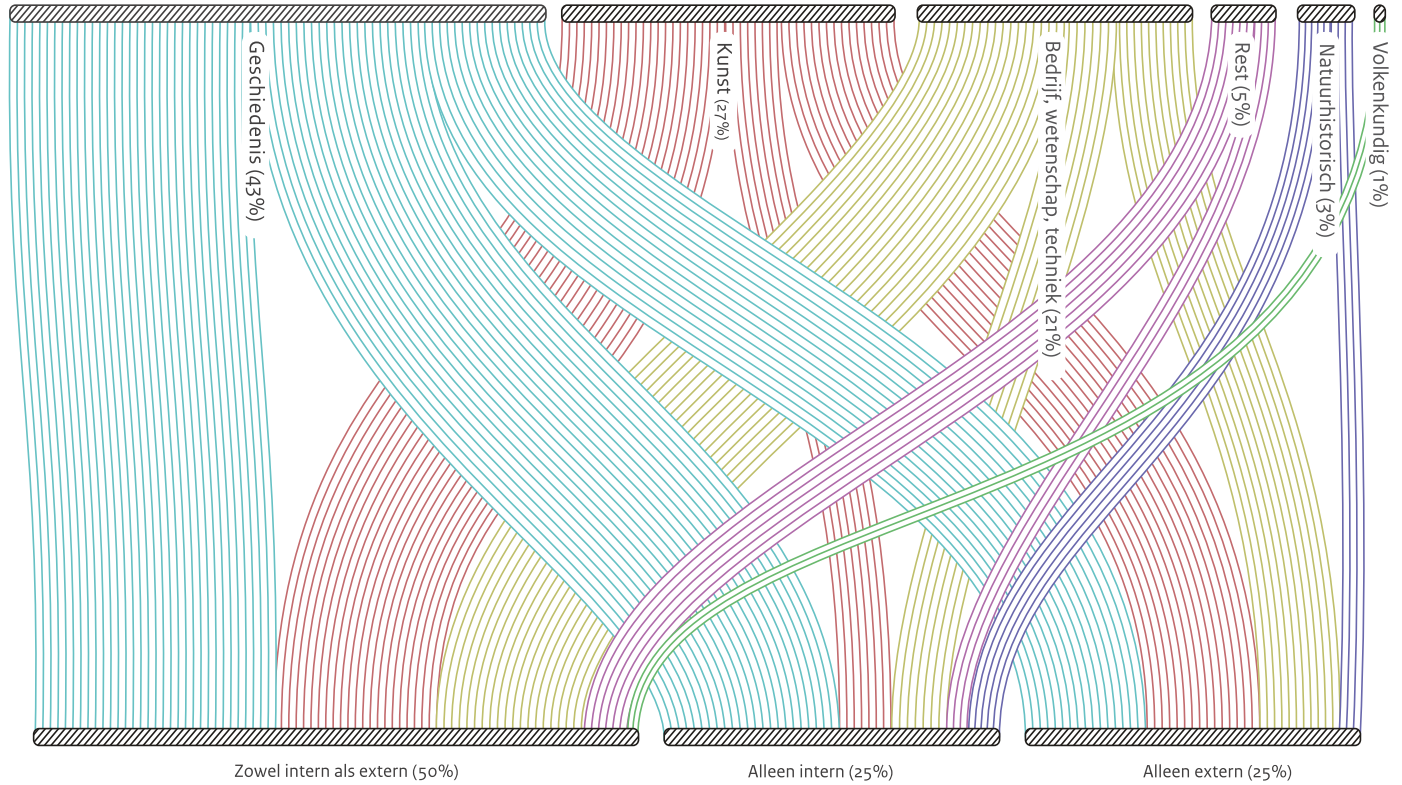 Geschiedenis (43%)
Kunst (27%)
Bedrijf, wetenschap, techniek (21%)
Rest (5%)
Natuurhistorisch (3%)
Volkenkundig (1%)
Zowel intern als extern (50%)
Alleen intern (25%)
Alleen extern (25%)